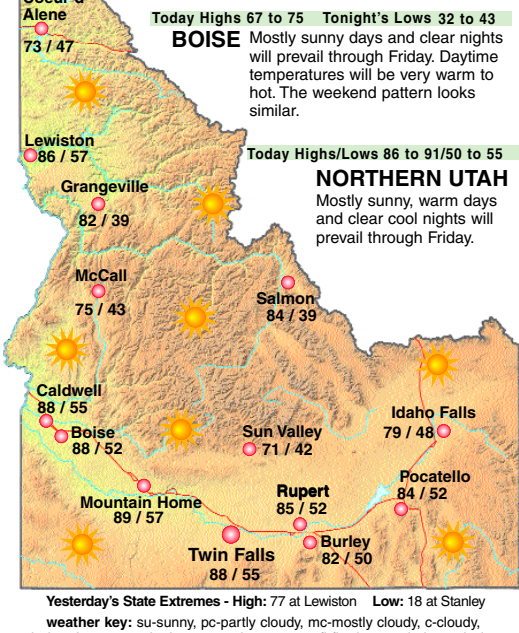 Coeur d'
Alene
73 / 47
Today Highs 67 to 75 Tonight's Lows 32 to 43
BOISE Mostly sunny days and clear nights
will prevail through Friday. Daytime
temperatures will be very warm to
hot. The weekend pattern looks
similar.
Lewiston
86 / 57
Today Highs/Lows 86 to 91/50 to 55
NORTHERN UTAH
Mostly sunny, warm days
and clear cool nights will
prevail through Friday.
Grangeville
82 / 39
McCall
75 / 43
Salmon
84 / 39
Caldwell
88 / 55
Boise
88 / 52
Sun Valley
71 / 42
Idaho Falls
79 / 48
Mountain Home
89 / 57
Rupert
85 / 52
Pocatello
84 / 52
Twin Falls
88 / 55
Burley
82 / 50
Yesterday's State Extremes - High: 77 at Lewiston Low: 18 at Stanley
weather key: su-sunny, pc-partly cloudy, mc-mostly cloudy, c-cloudy,